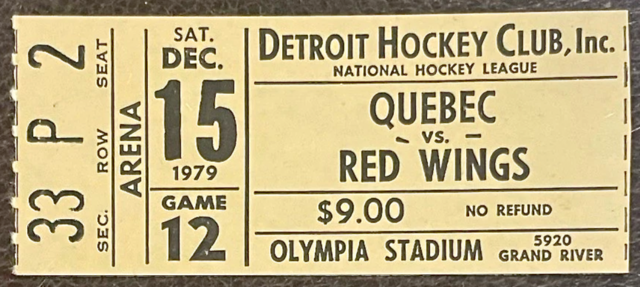 33 P 2
SEC. ROW SEAT
ARENA
SAT.
DEC.
15
1979
GAME
12
DETROIT HOCKEY CLUB, INC.
NATIONAL HOCKEY LEAGUE
QUEBEC
VS.
RED WINGS
$9.00 NO REFUND
OLYMPIA STADIUM 5920
GRAND RIVER